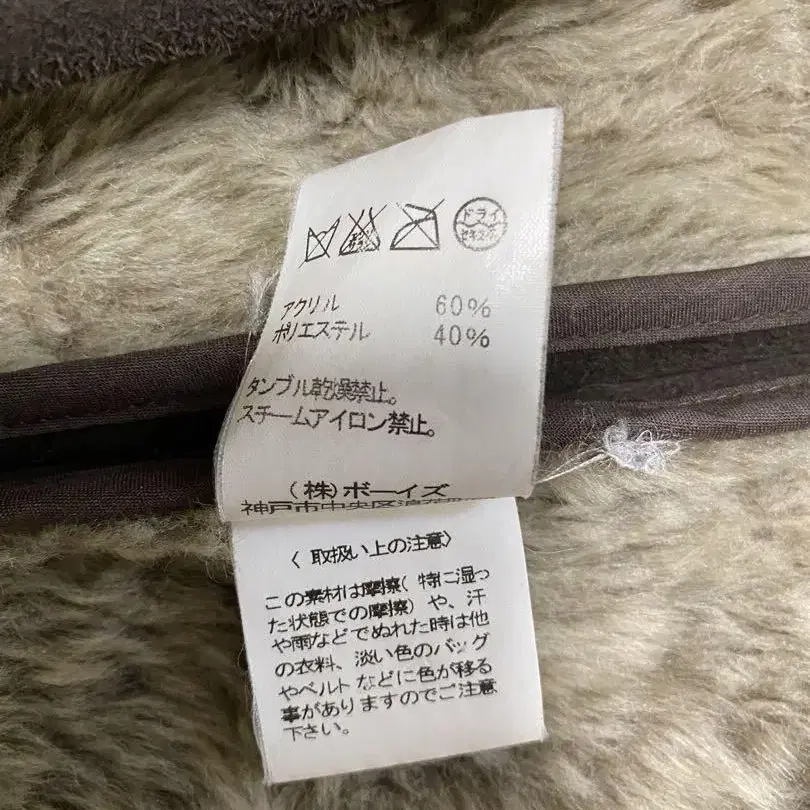 ドライ
セキユ系
アクリル 60%
ポリエステル 40%
タンブル乾燥禁止。
スチームアイロン禁止。
(株)ボーイズ
神戸市中央区
〈 取扱い上の注意〉
この素材は摩擦(特に湿っ
た状態での摩擦)や、汗
や雨などでぬれた時は他
の衣料、淡い色のバッグ
やベルトなどに色が移る
事がありますのでご注意
下さい。